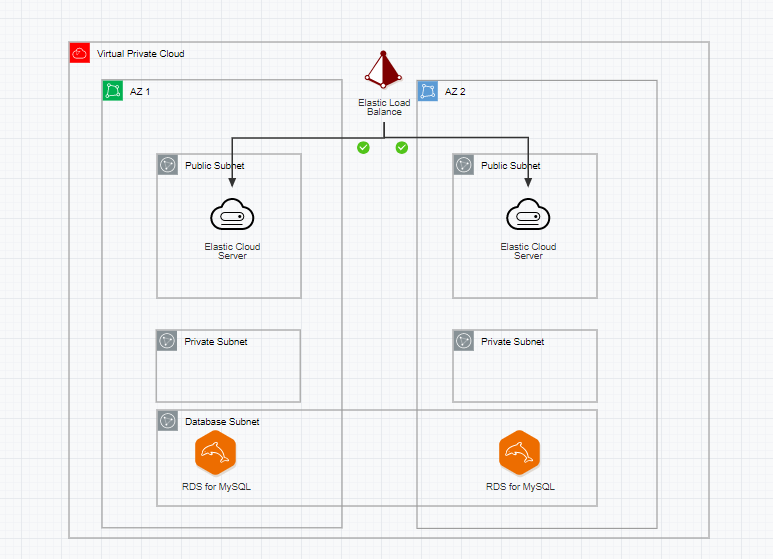 Virtual Private Cloud
AZ 1
AZ 2
Elastic Load
Balance
Public Subnet
Public Subnet
Elastic Cloud
Server
Elastic Cloud
Server
Private Subnet
Private Subnet
Database Subnet
RDS for MySQL
RDS for MySQL